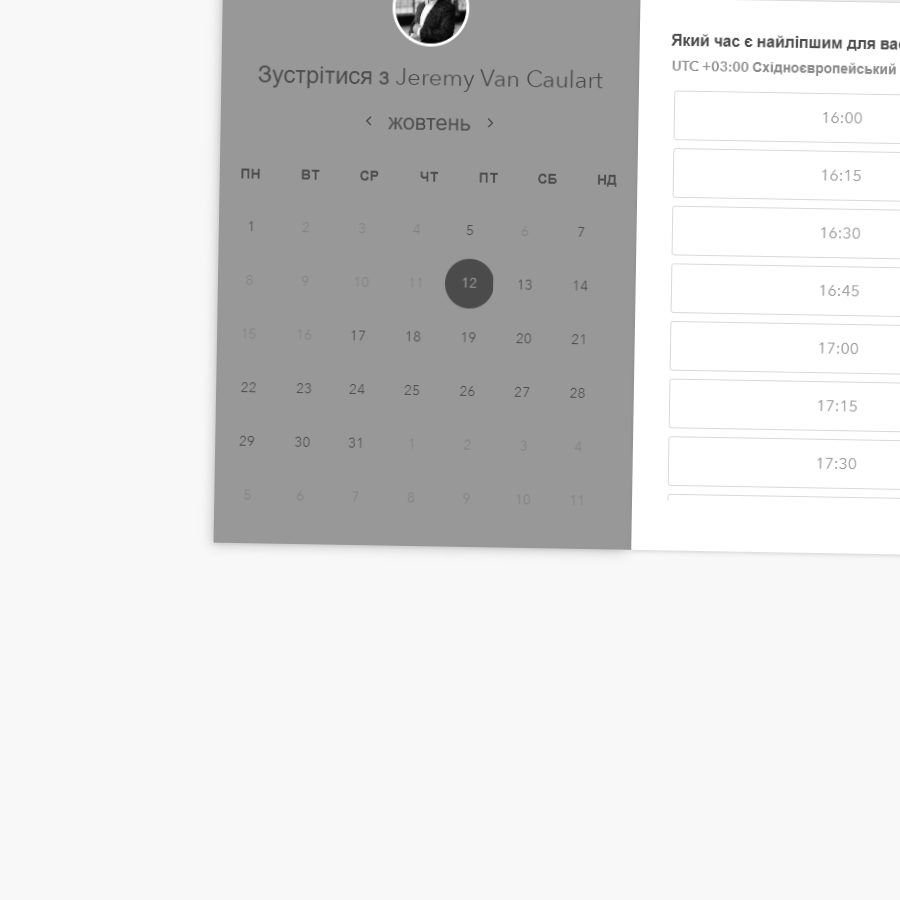 Зустрітися з Jeremy Van Caulart
‹ жовтень ›
ПН ВТ СР ЧТ ПТ СБ НД
1 2 3 4 5 6 7
8 9 10 11 12 13 14
15 16 17 18 19 20 21
22 23 24 25 26 27 28
29 30 31 1 2 3 4
5 6 7 8 9 10 11
Який час є найліпшим для
UTC +03:00 Східноєвропейський
16:00
16:15
16:30
16:45
17:00
17:15
17:30